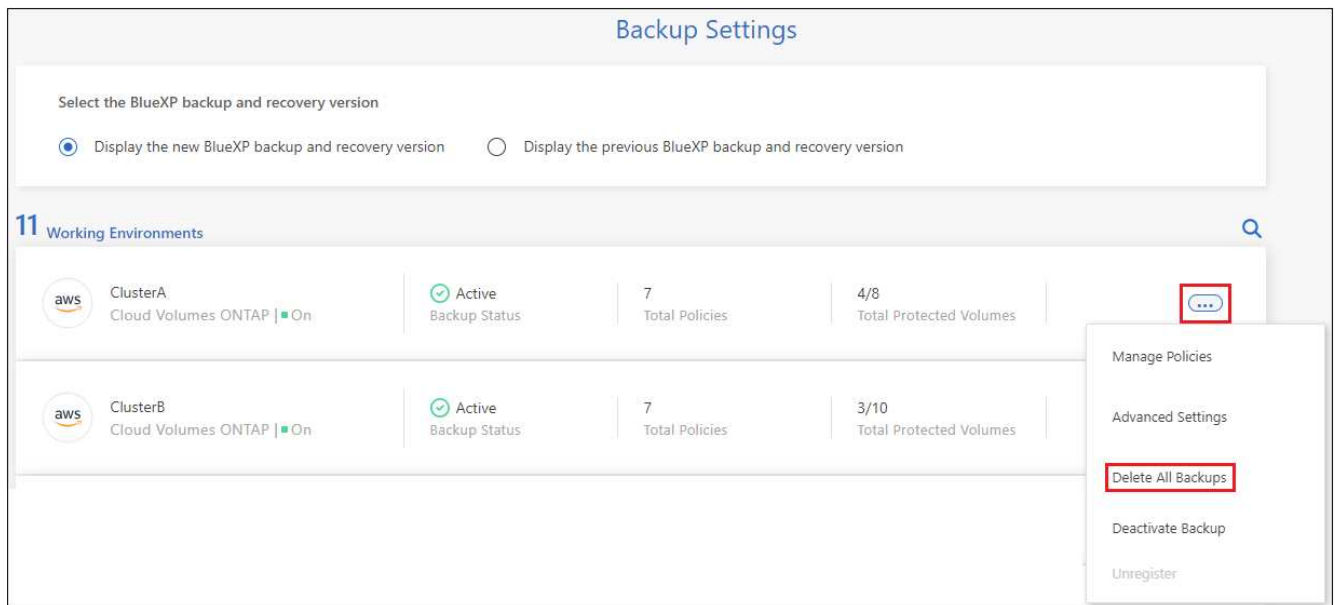 Backup Settings
Select the BlueXP backup and recovery version
Display the new BlueXP backup and recovery version
Display the previous BlueXP backup and recovery version
11 Working Environments
aws
ClusterA
Cloud Volumes ONTAP | On
Active
Backup Status
7
Total Policies
4/8
Total Protected Volumes
...
Manage Policies
Advanced Settings
Delete All Backups
Deactivate Backup
Unregister
aws
ClusterB
Cloud Volumes ONTAP | On
Active
Backup Status
7
Total Policies
3/10
Total Protected Volumes